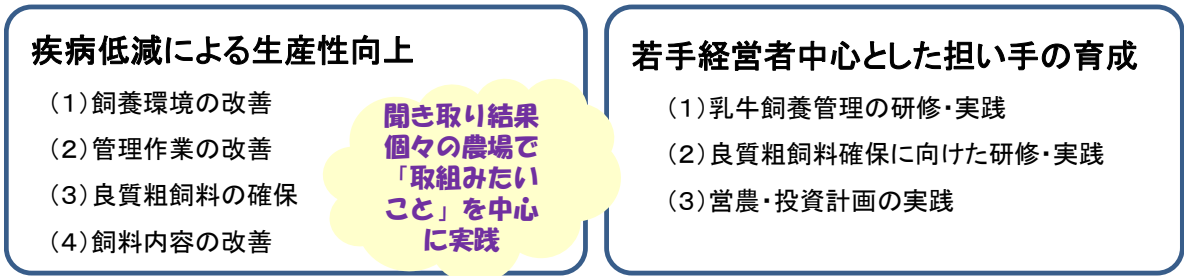 疾病低減による生産性向上
（１）飼養環境の改善
（２）管理作業の改善
（３）良質粗飼料の確保
（４）飼料内容の改善
聞き取り結果
個々の農場で
「取組みたい
こと」を中心
に実践
若手経営者中心とした担い手の育成
（１）乳牛飼養管理の研修・実践
（２）良質粗飼料確保に向けた研修・実践
（３）営農・投資計画の実践